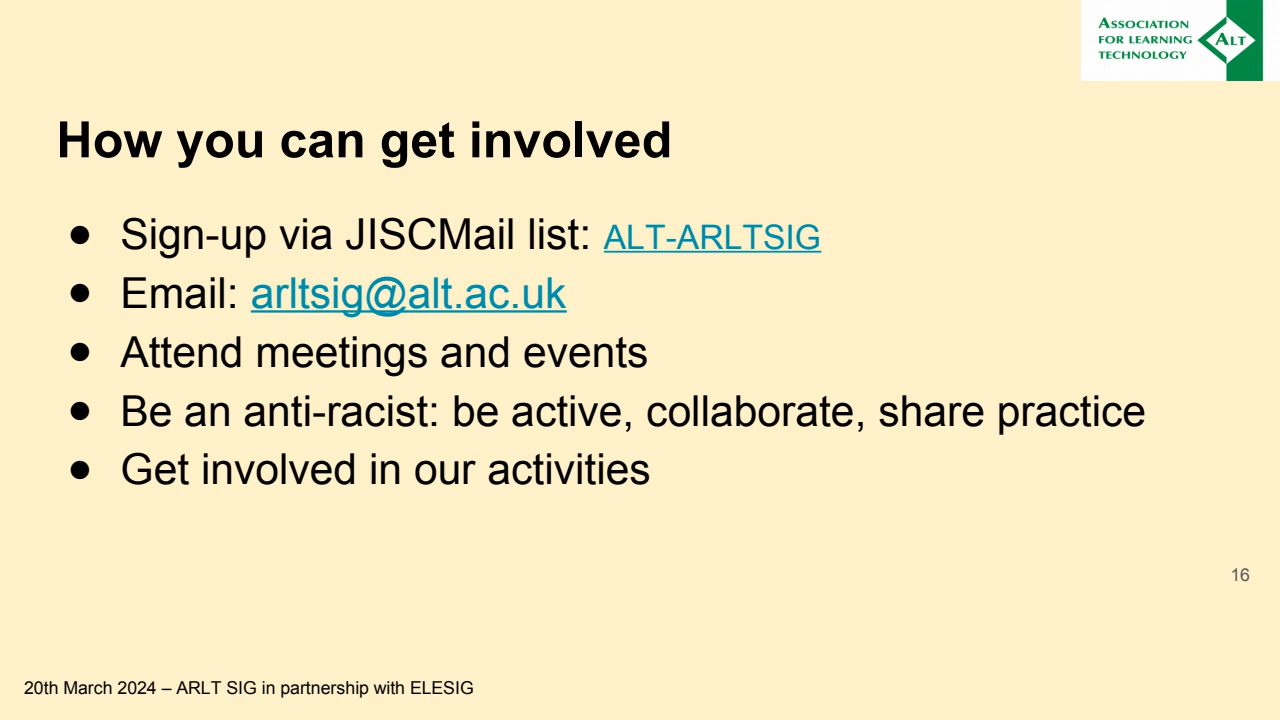 ASSOCIATION
FOR LEARNING
TECHNOLOGY
ALT
How you can get involved
● Sign-up via JISCMail list: ALT-ARLTSIG
● Email: arltsig@alt.ac.uk
● Attend meetings and events
● Be an anti-racist: be active, collaborate, share practice
● Get involved in our activities
16
20th March 2024 – ARLT SIG in partnership with ELESIG